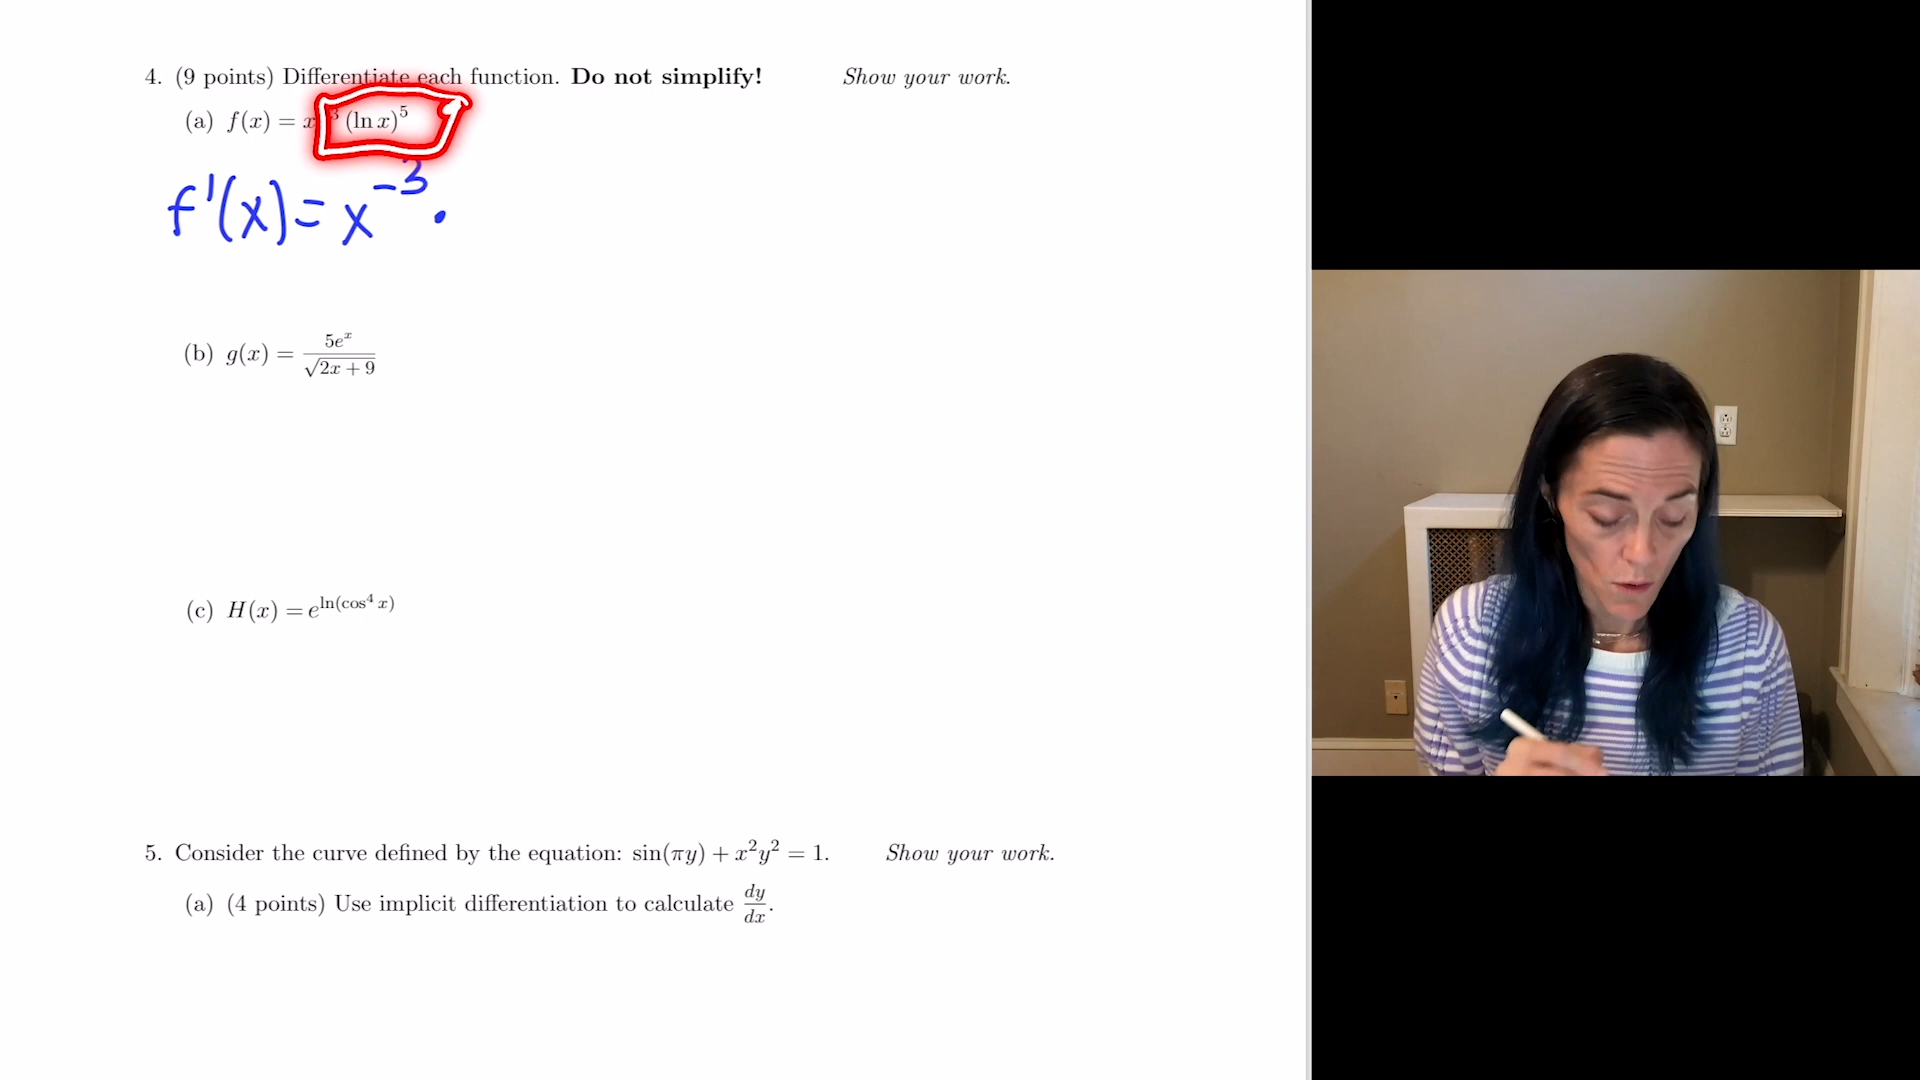 4. (9 points) Differentiate each function. Do not simplify! Show your work.
(a) f(x) = x³ (ln x)⁵
f'(x) = x⁻³ ·
(b) g(x) = 5eˣ / √(2x + 9)
(c) H(x) = e^ln(cos⁴ x)
5. Consider the curve defined by the equation: sin(πy) + x²y² = 1. Show your work.
(a) (4 points) Use implicit differentiation to calculate dy/dx.